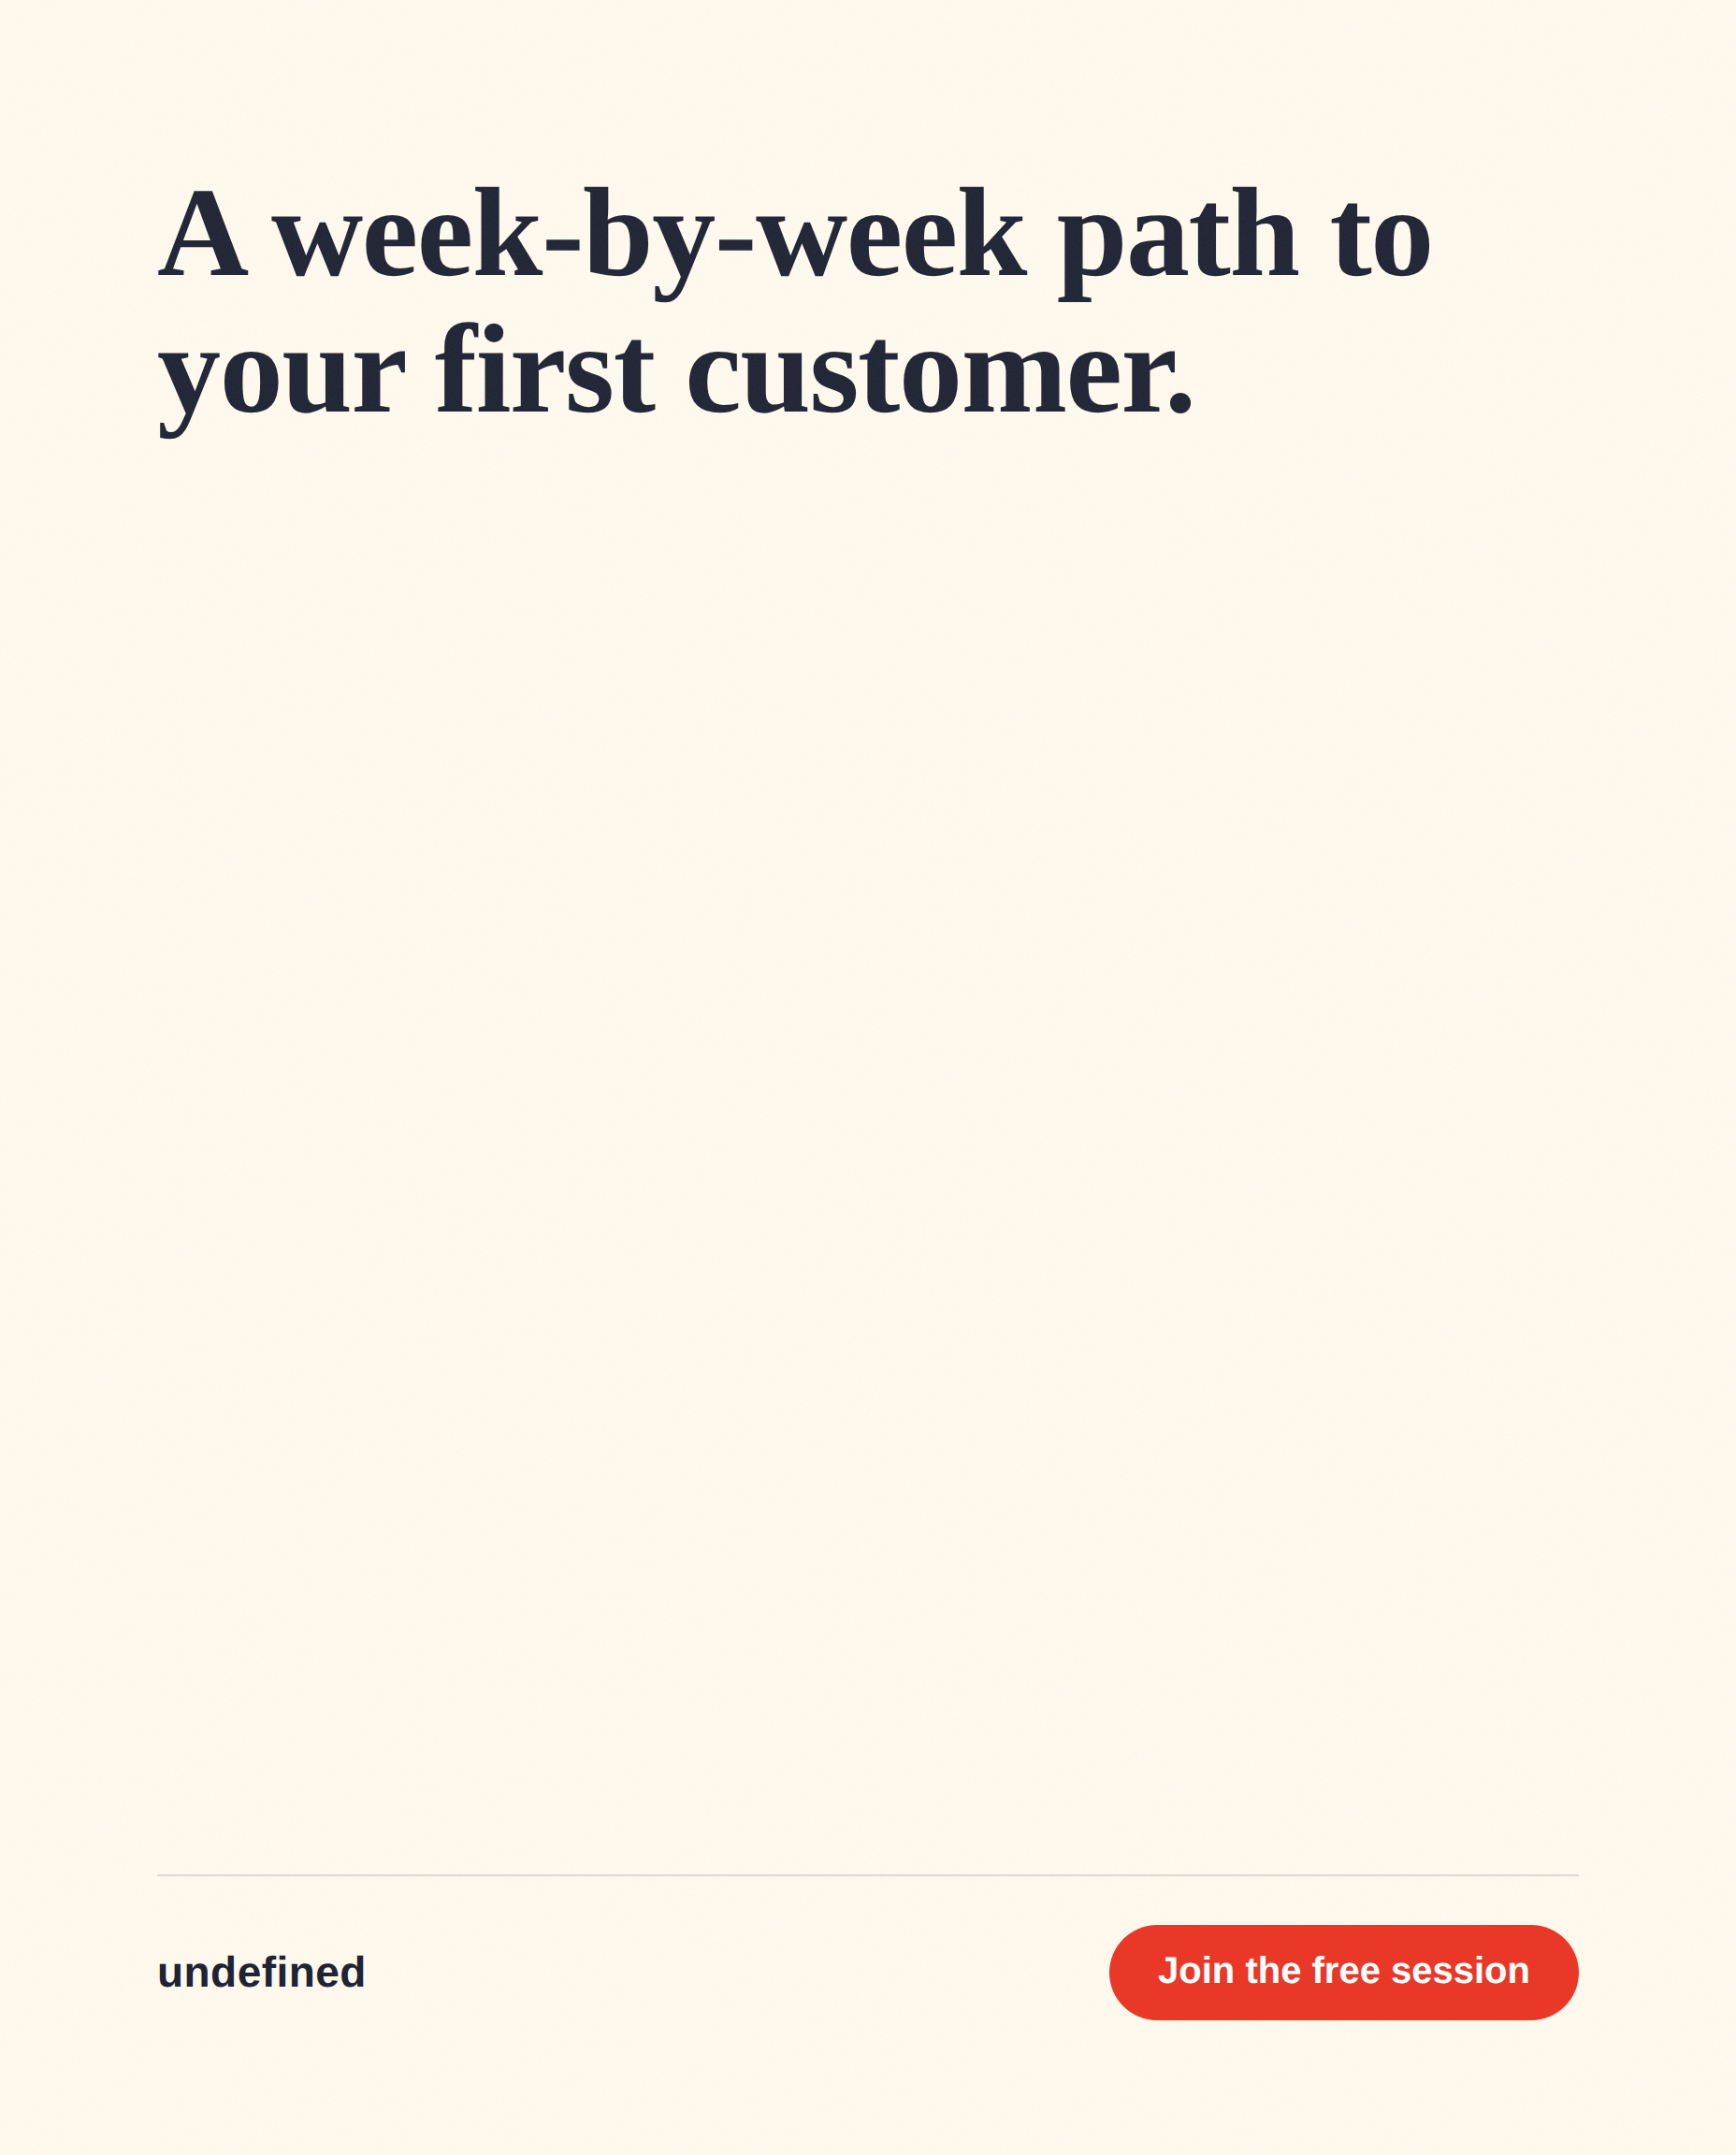 A week-by-week path to
your first customer.
undefined
Join the free session